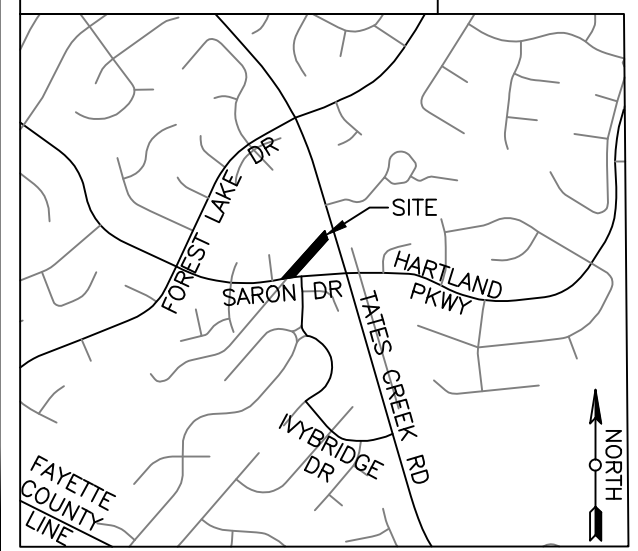 FOREST LAKE DR
SITE
SARON DR
HARTLAND
PKWY
TATES CREEK RD
IVYBRIDGE
DR
FAYETTE
COUNTY
LINE
NORTH